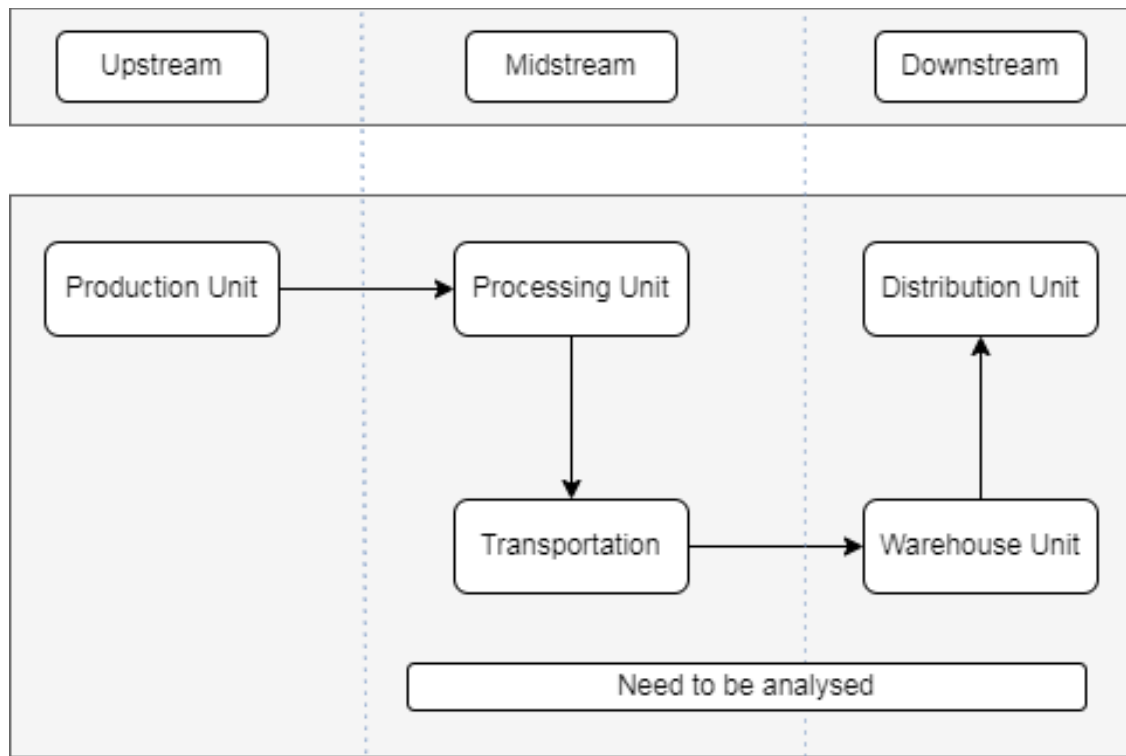 Upstream
Midstream
Downstream
Production Unit
Processing Unit
Distribution Unit
Transportation
Warehouse Unit
Need to be analysed